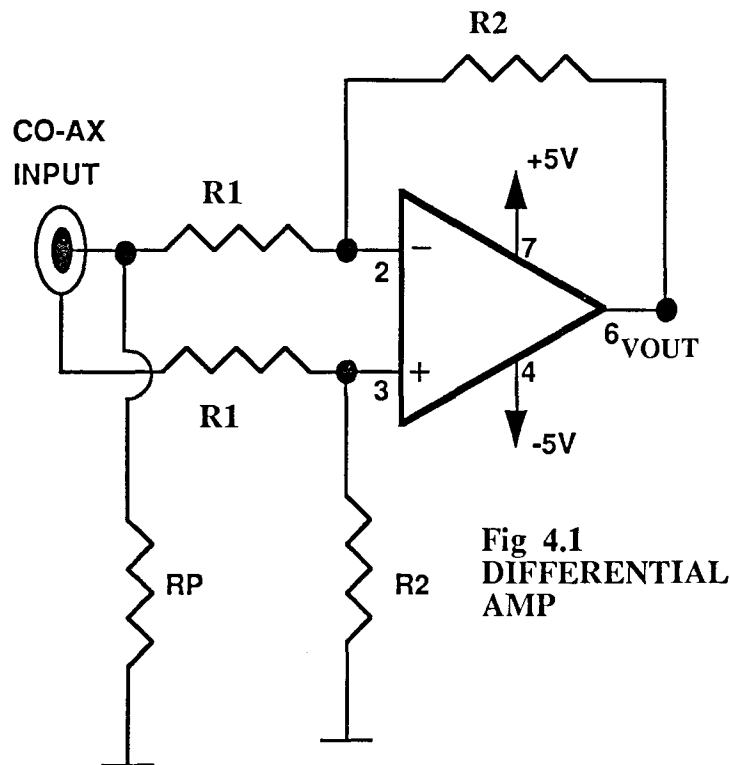 R2
CO-AX
INPUT
R1
+5V
2
−
7
6
VOUT
3
+
4
R1
-5V
RP
R2
Fig 4.1
DIFFERENTIAL
AMP